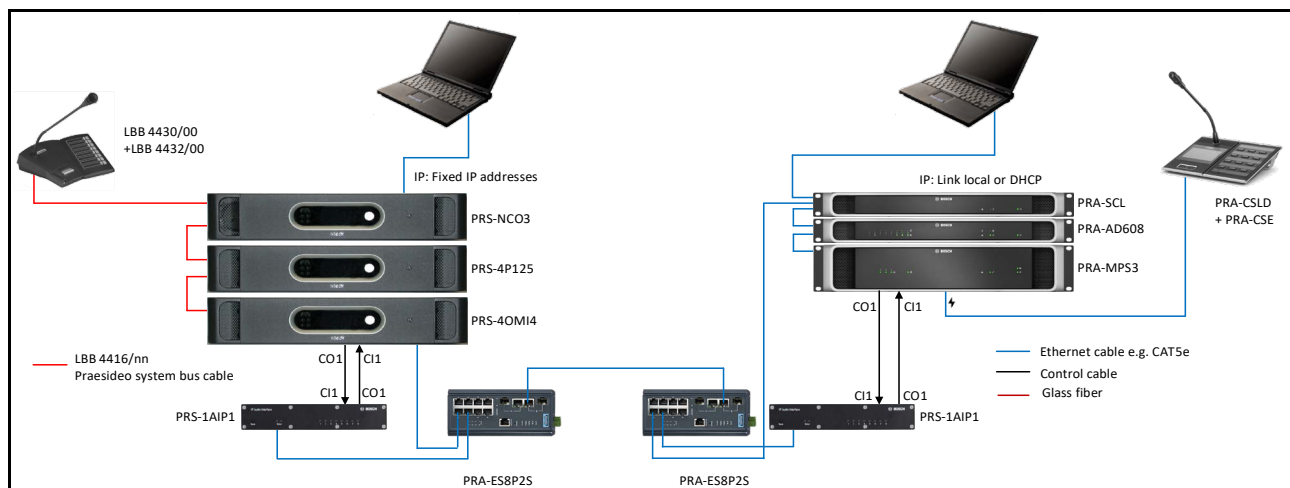 LBB 4430/00
+LBB 4432/00
IP: Fixed IP addresses
PRS-NCO3
PRS-4P125
PRS-4OMI4
CO1
CI1
CI1
CO1
LBB 4416/nn
Praesideo system bus cable
PRS-1AIP1
PRA-ES8P2S
IP: Link local or DHCP
BOSCH
PRA-SCL
PRA-AD608
BOSCH
PRA-MPS3
PRA-CSLD
+ PRA-CSE
CO1
CI1
CI1
CO1
Ethernet cable e.g. CAT5e
Control cable
Glass fiber
PRS-1AIP1
PRA-ES8P2S